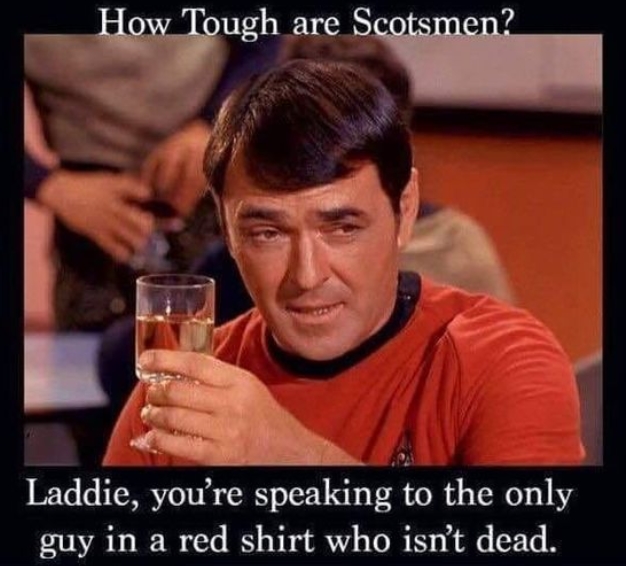 How Tough are Scotsmen?
Laddie, you're speaking to the only
guy in a red shirt who isn't dead.